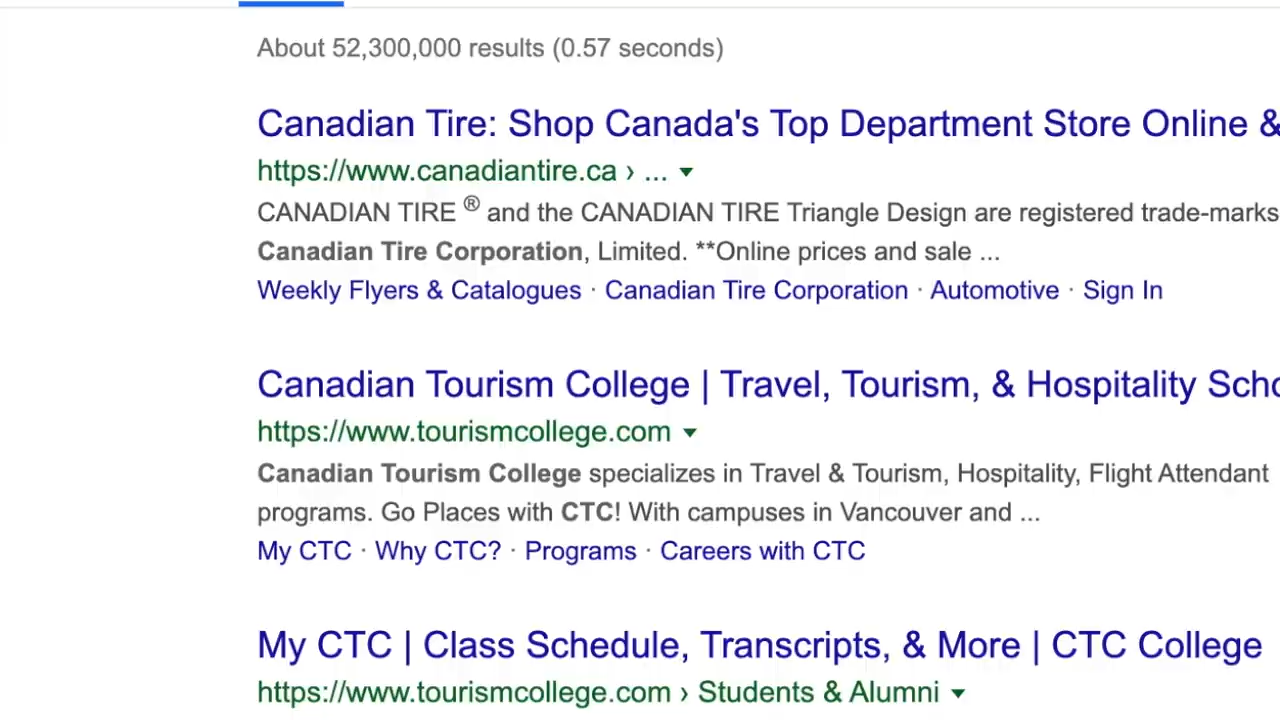 About 52,300,000 results (0.57 seconds)
Canadian Tire: Shop Canada's Top Department Store Online &
https://www.canadiantire.ca › ... ▼
CANADIAN TIRE ® and the CANADIAN TIRE Triangle Design are registered trade-marks
Canadian Tire Corporation, Limited. **Online prices and sale ...
Weekly Flyers & Catalogues · Canadian Tire Corporation · Automotive · Sign In
Canadian Tourism College | Travel, Tourism, & Hospitality Scho
https://www.tourismcollege.com ▼
Canadian Tourism College specializes in Travel & Tourism, Hospitality, Flight Attendant
programs. Go Places with CTC! With campuses in Vancouver and ...
My CTC · Why CTC? · Programs · Careers with CTC
My CTC | Class Schedule, Transcripts, & More | CTC College
https://www.tourismcollege.com › Students & Alumni ▼